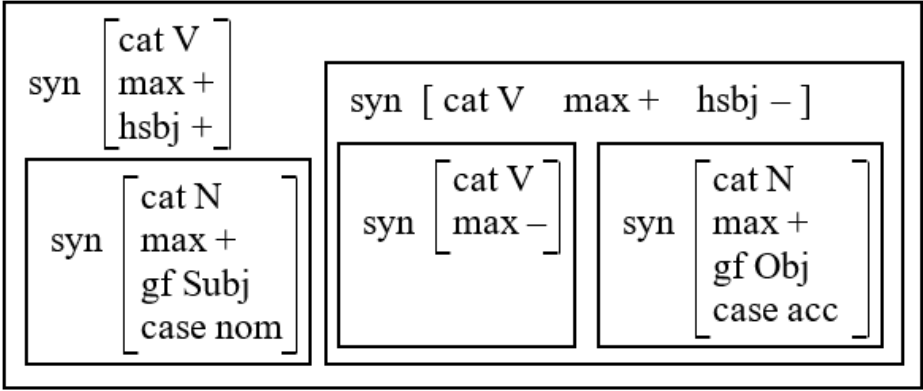 syn [ cat V
max +
hsbj + ]
syn [ cat V max + hsbj – ]
syn [ cat N
max +
gf Subj
case nom ]
syn [ cat V
max – ]
syn [ cat N
max +
gf Obj
case acc ]